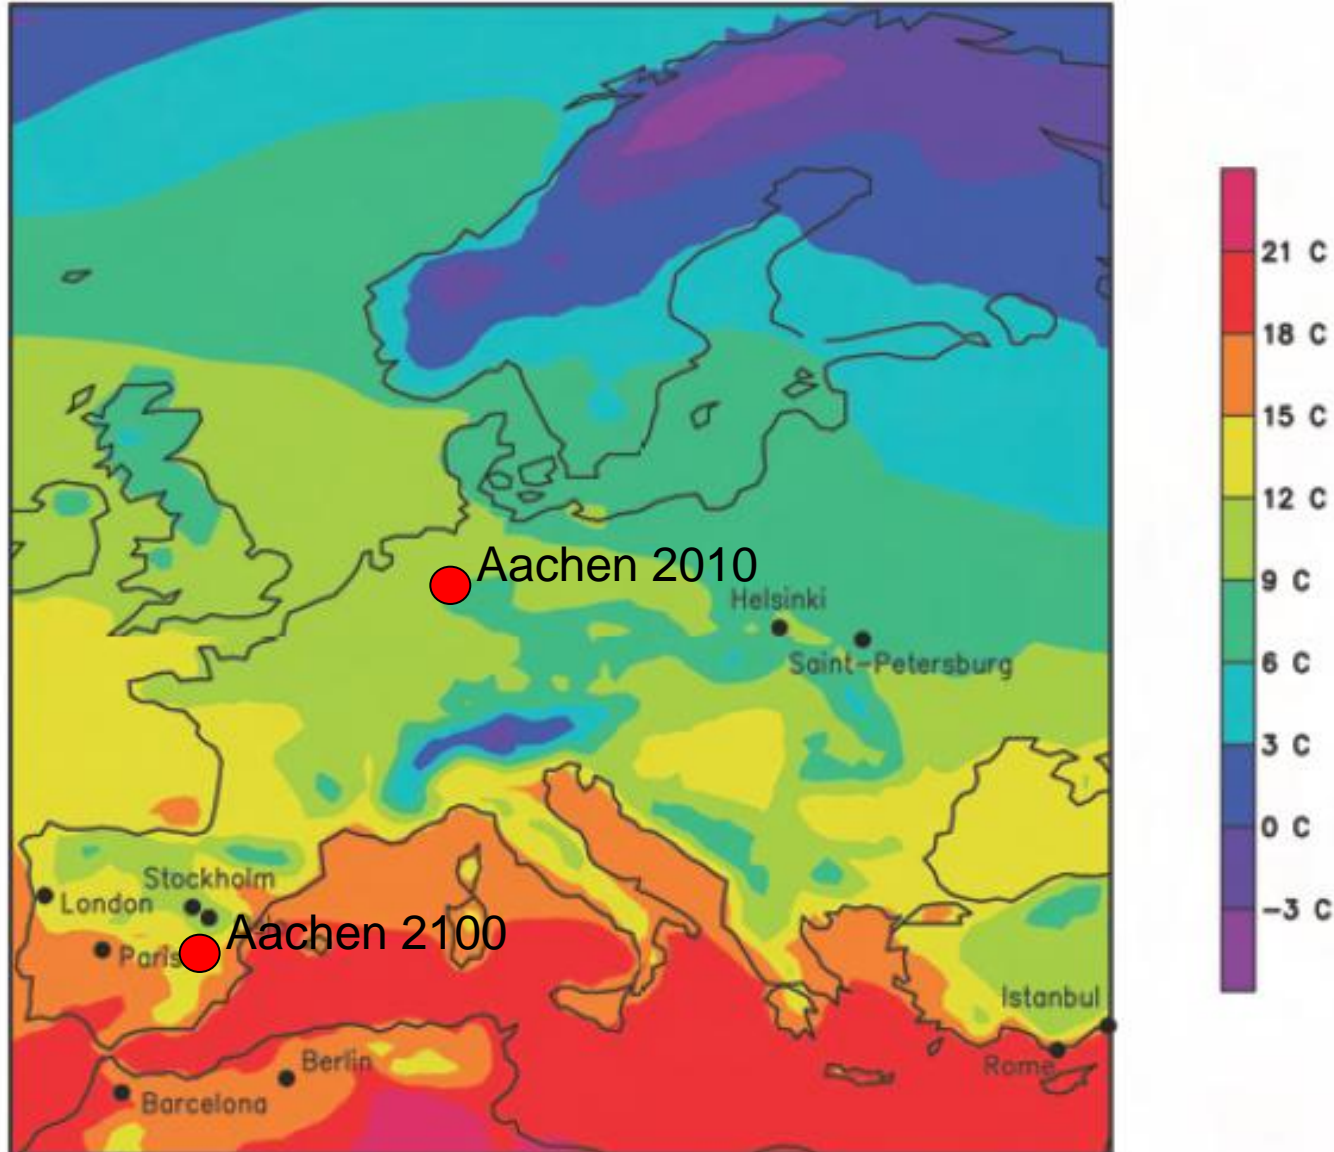 21 C
18 C
15 C
12 C
9 C
6 C
3 C
0 C
-3 C
Aachen 2010
Helsinki
Saint-Petersburg
Stockholm
London
Aachen 2100
Paris
Istanbul
Rome
Berlin
Barcelona